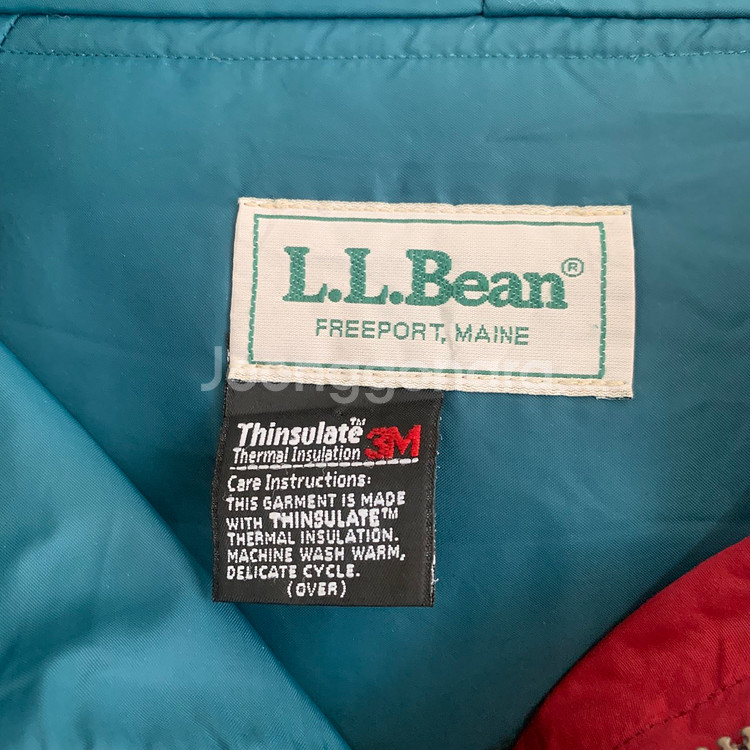 L.L.Bean®
FREEPORT, MAINE
Joonggonara
Thinsulate™ 3M
Thermal Insulation
Care Instructions:
THIS GARMENT IS MADE
WITH THINSULATE™
THERMAL INSULATION.
MACHINE WASH WARM,
DELICATE CYCLE.
(OVER)